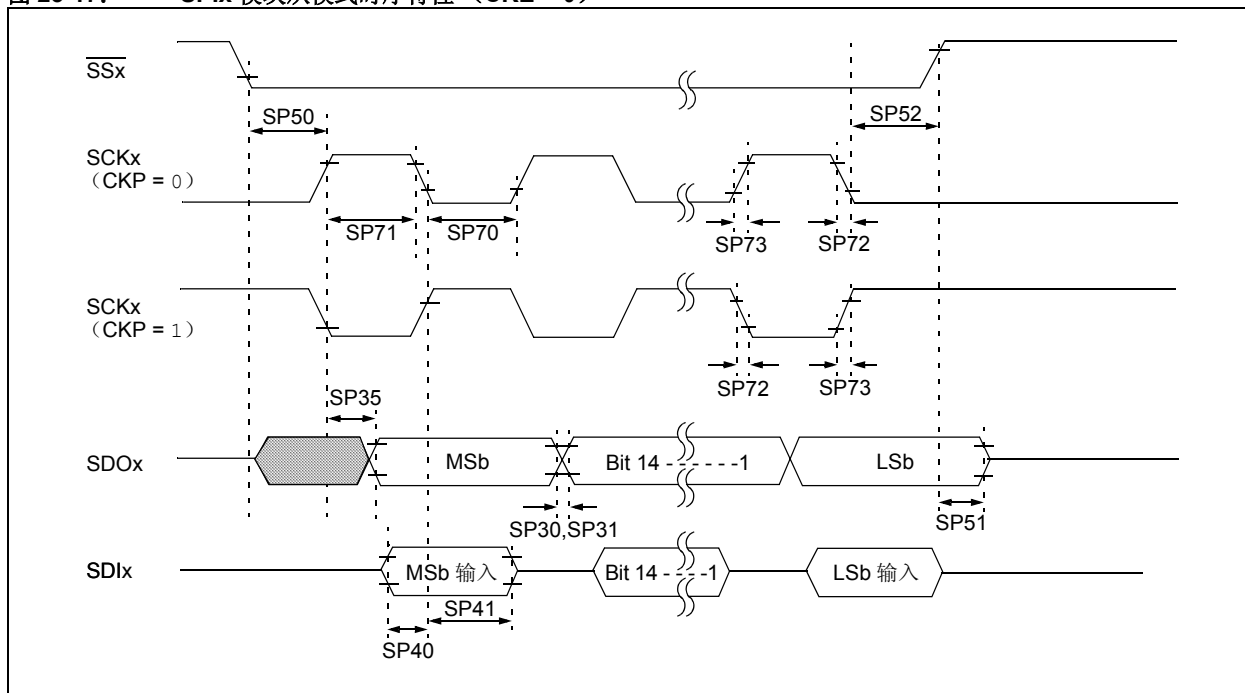 SSx
SP50
SP52
SCKx
（CKP = 0）
SP71
SP70
SP73
SP72
SCKx
（CKP = 1）
SP72
SP73
SP35
SDOx
MSb
Bit 14 - - - - - - -1
LSb
SP30,SP31
SP51
SDIx
MSb 输入
Bit 14 - - - - -1
LSb 输入
SP41
SP40